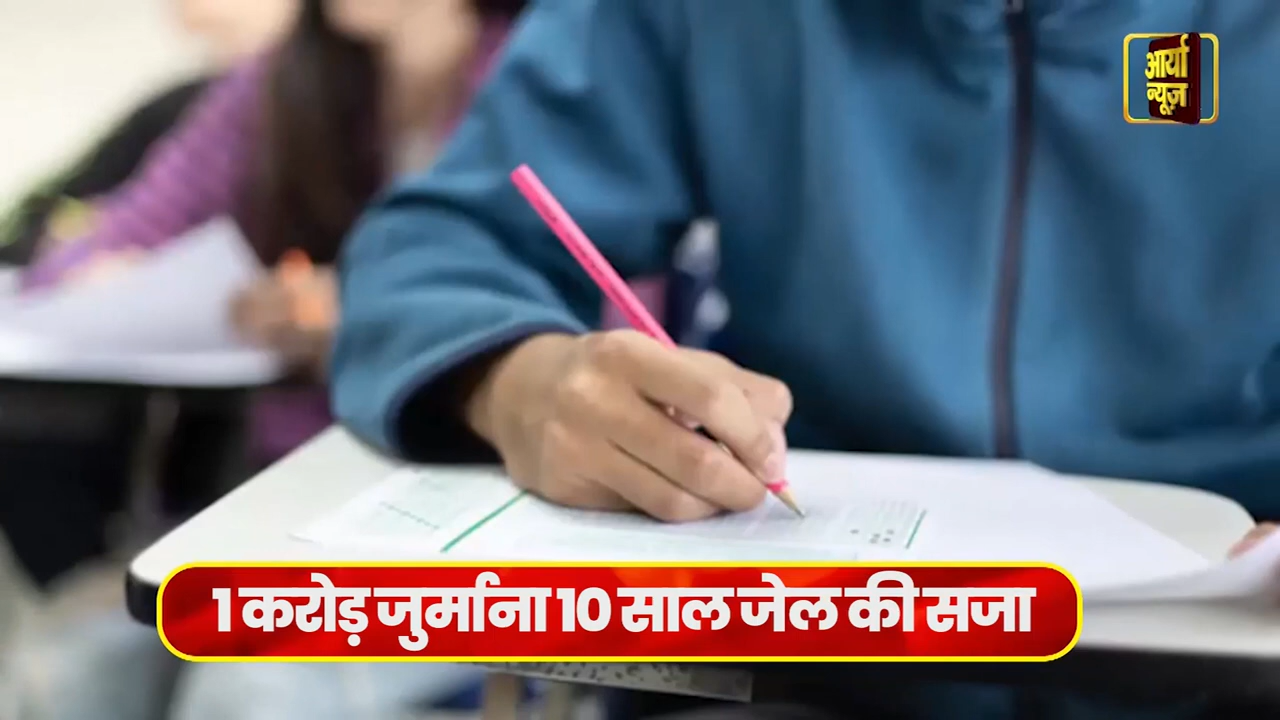 आर्या
न्यूज़
1 करोड़ जुर्माना 10 साल जेल की सजा